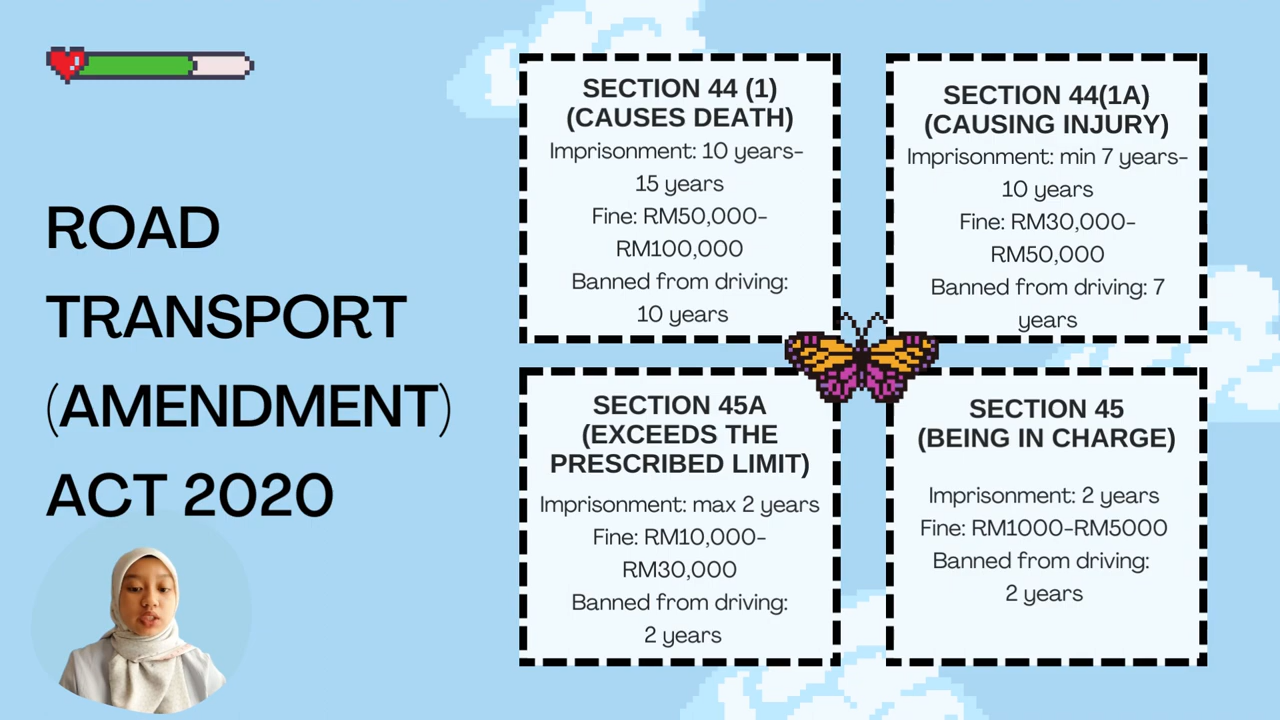 ROAD
TRANSPORT
(AMENDMENT)
ACT 2020
SECTION 44 (1)
(CAUSES DEATH)
Imprisonment: 10 years-
15 years
Fine: RM50,000-
RM100,000
Banned from driving:
10 years
SECTION 44(1A)
(CAUSING INJURY)
Imprisonment: min 7 years-
10 years
Fine: RM30,000-
RM50,000
Banned from driving: 7
years
SECTION 45A
(EXCEEDS THE
PRESCRIBED LIMIT)
Imprisonment: max 2 years
Fine: RM10,000-
RM30,000
Banned from driving:
2 years
SECTION 45
(BEING IN CHARGE)
Imprisonment: 2 years
Fine: RM1000-RM5000
Banned from driving:
2 years